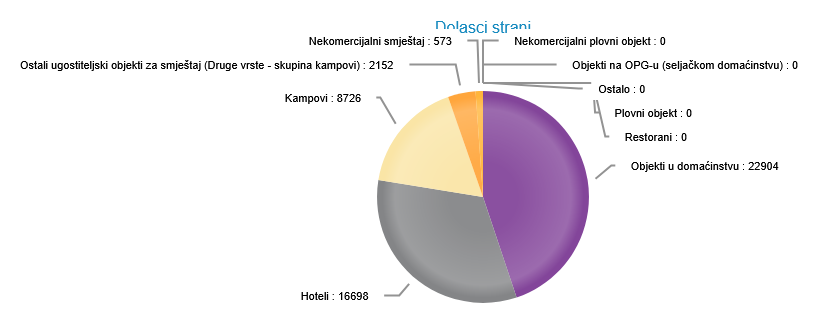 Dolasci strani
Nekomercijalni smještaj : 573
Nekomercijalni plovni objekt : 0
Ostali ugostiteljski objekti za smještaj (Druge vrste - skupina kampovi) : 2152
Objekti na OPG-u (seljačkom domaćinstvu) : 0
Ostalo : 0
Kampovi : 8726
Plovni objekt : 0
Restorani : 0
Objekti u domaćinstvu : 22904
Hoteli : 16698